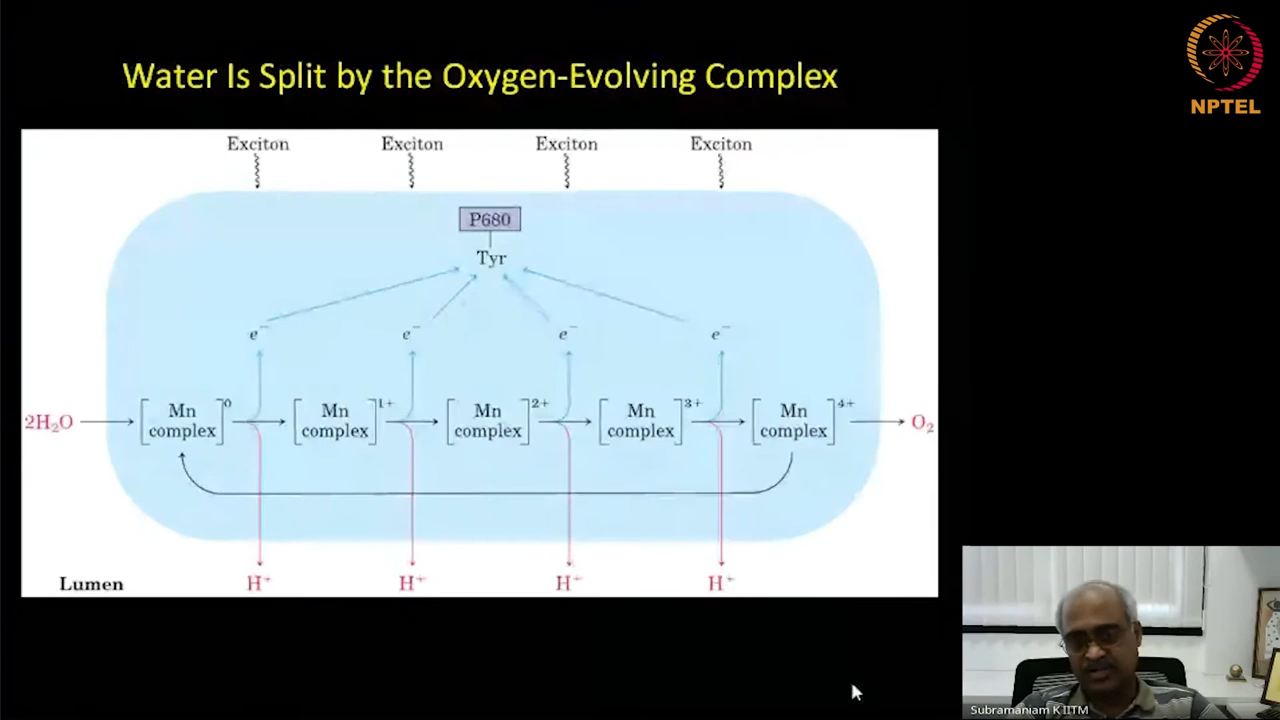 Water Is Split by the Oxygen-Evolving Complex
NPTEL
Exciton Exciton Exciton Exciton
P680
Tyr
e⁻ e⁻ e⁻ e⁻
2H₂O [Mn complex]⁰ [Mn complex]¹⁺ [Mn complex]²⁺ [Mn complex]³⁺ [Mn complex]⁴⁺ O₂
Lumen H⁺ H⁺ H⁺ H⁺
Subramaniam K IITM